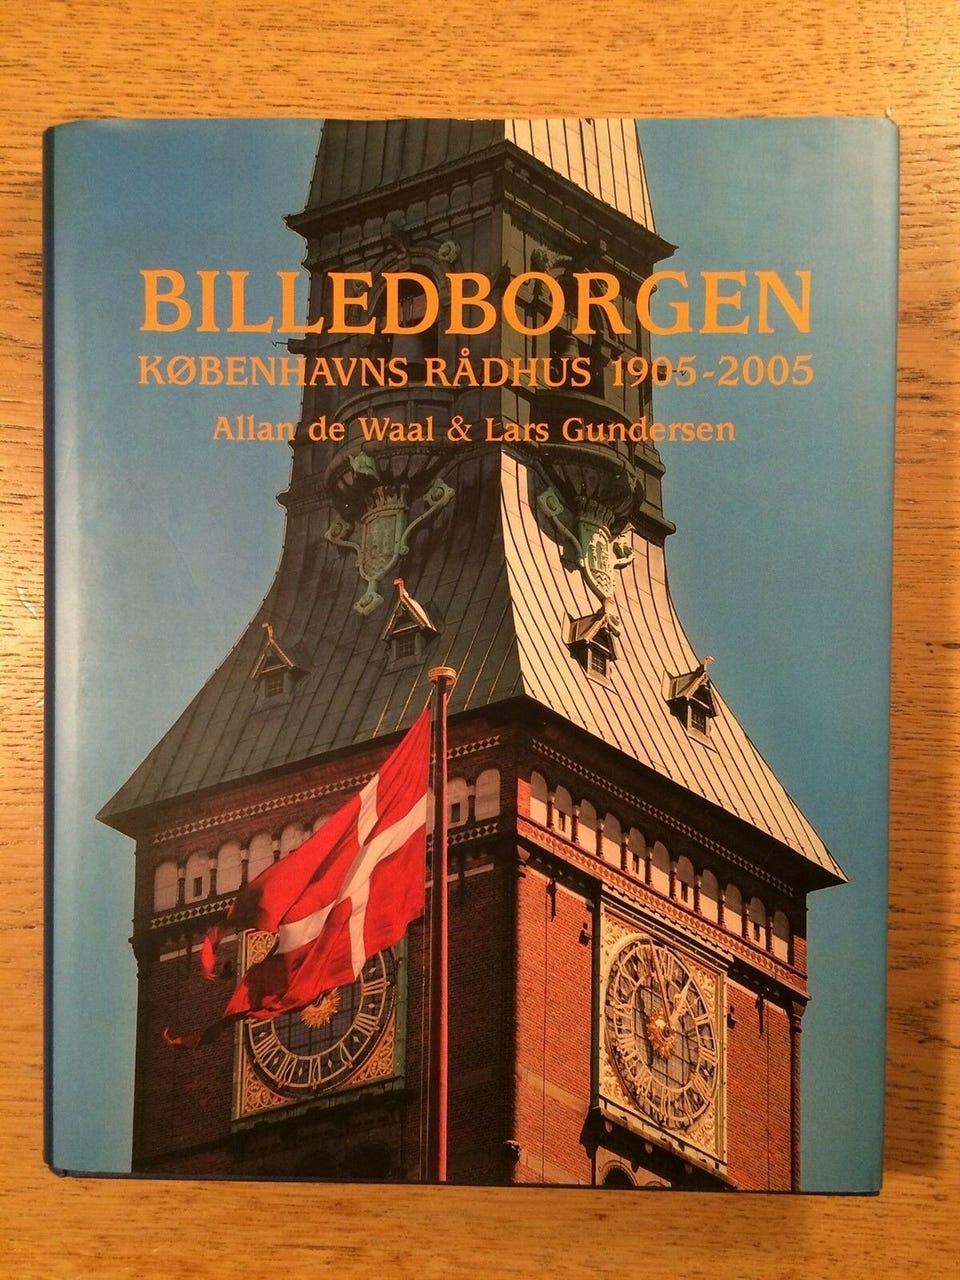 BILLEDBORGEN
KØBENHAVNS RÅDHUS 1905-2005
Allan de Waal & Lars Gundersen